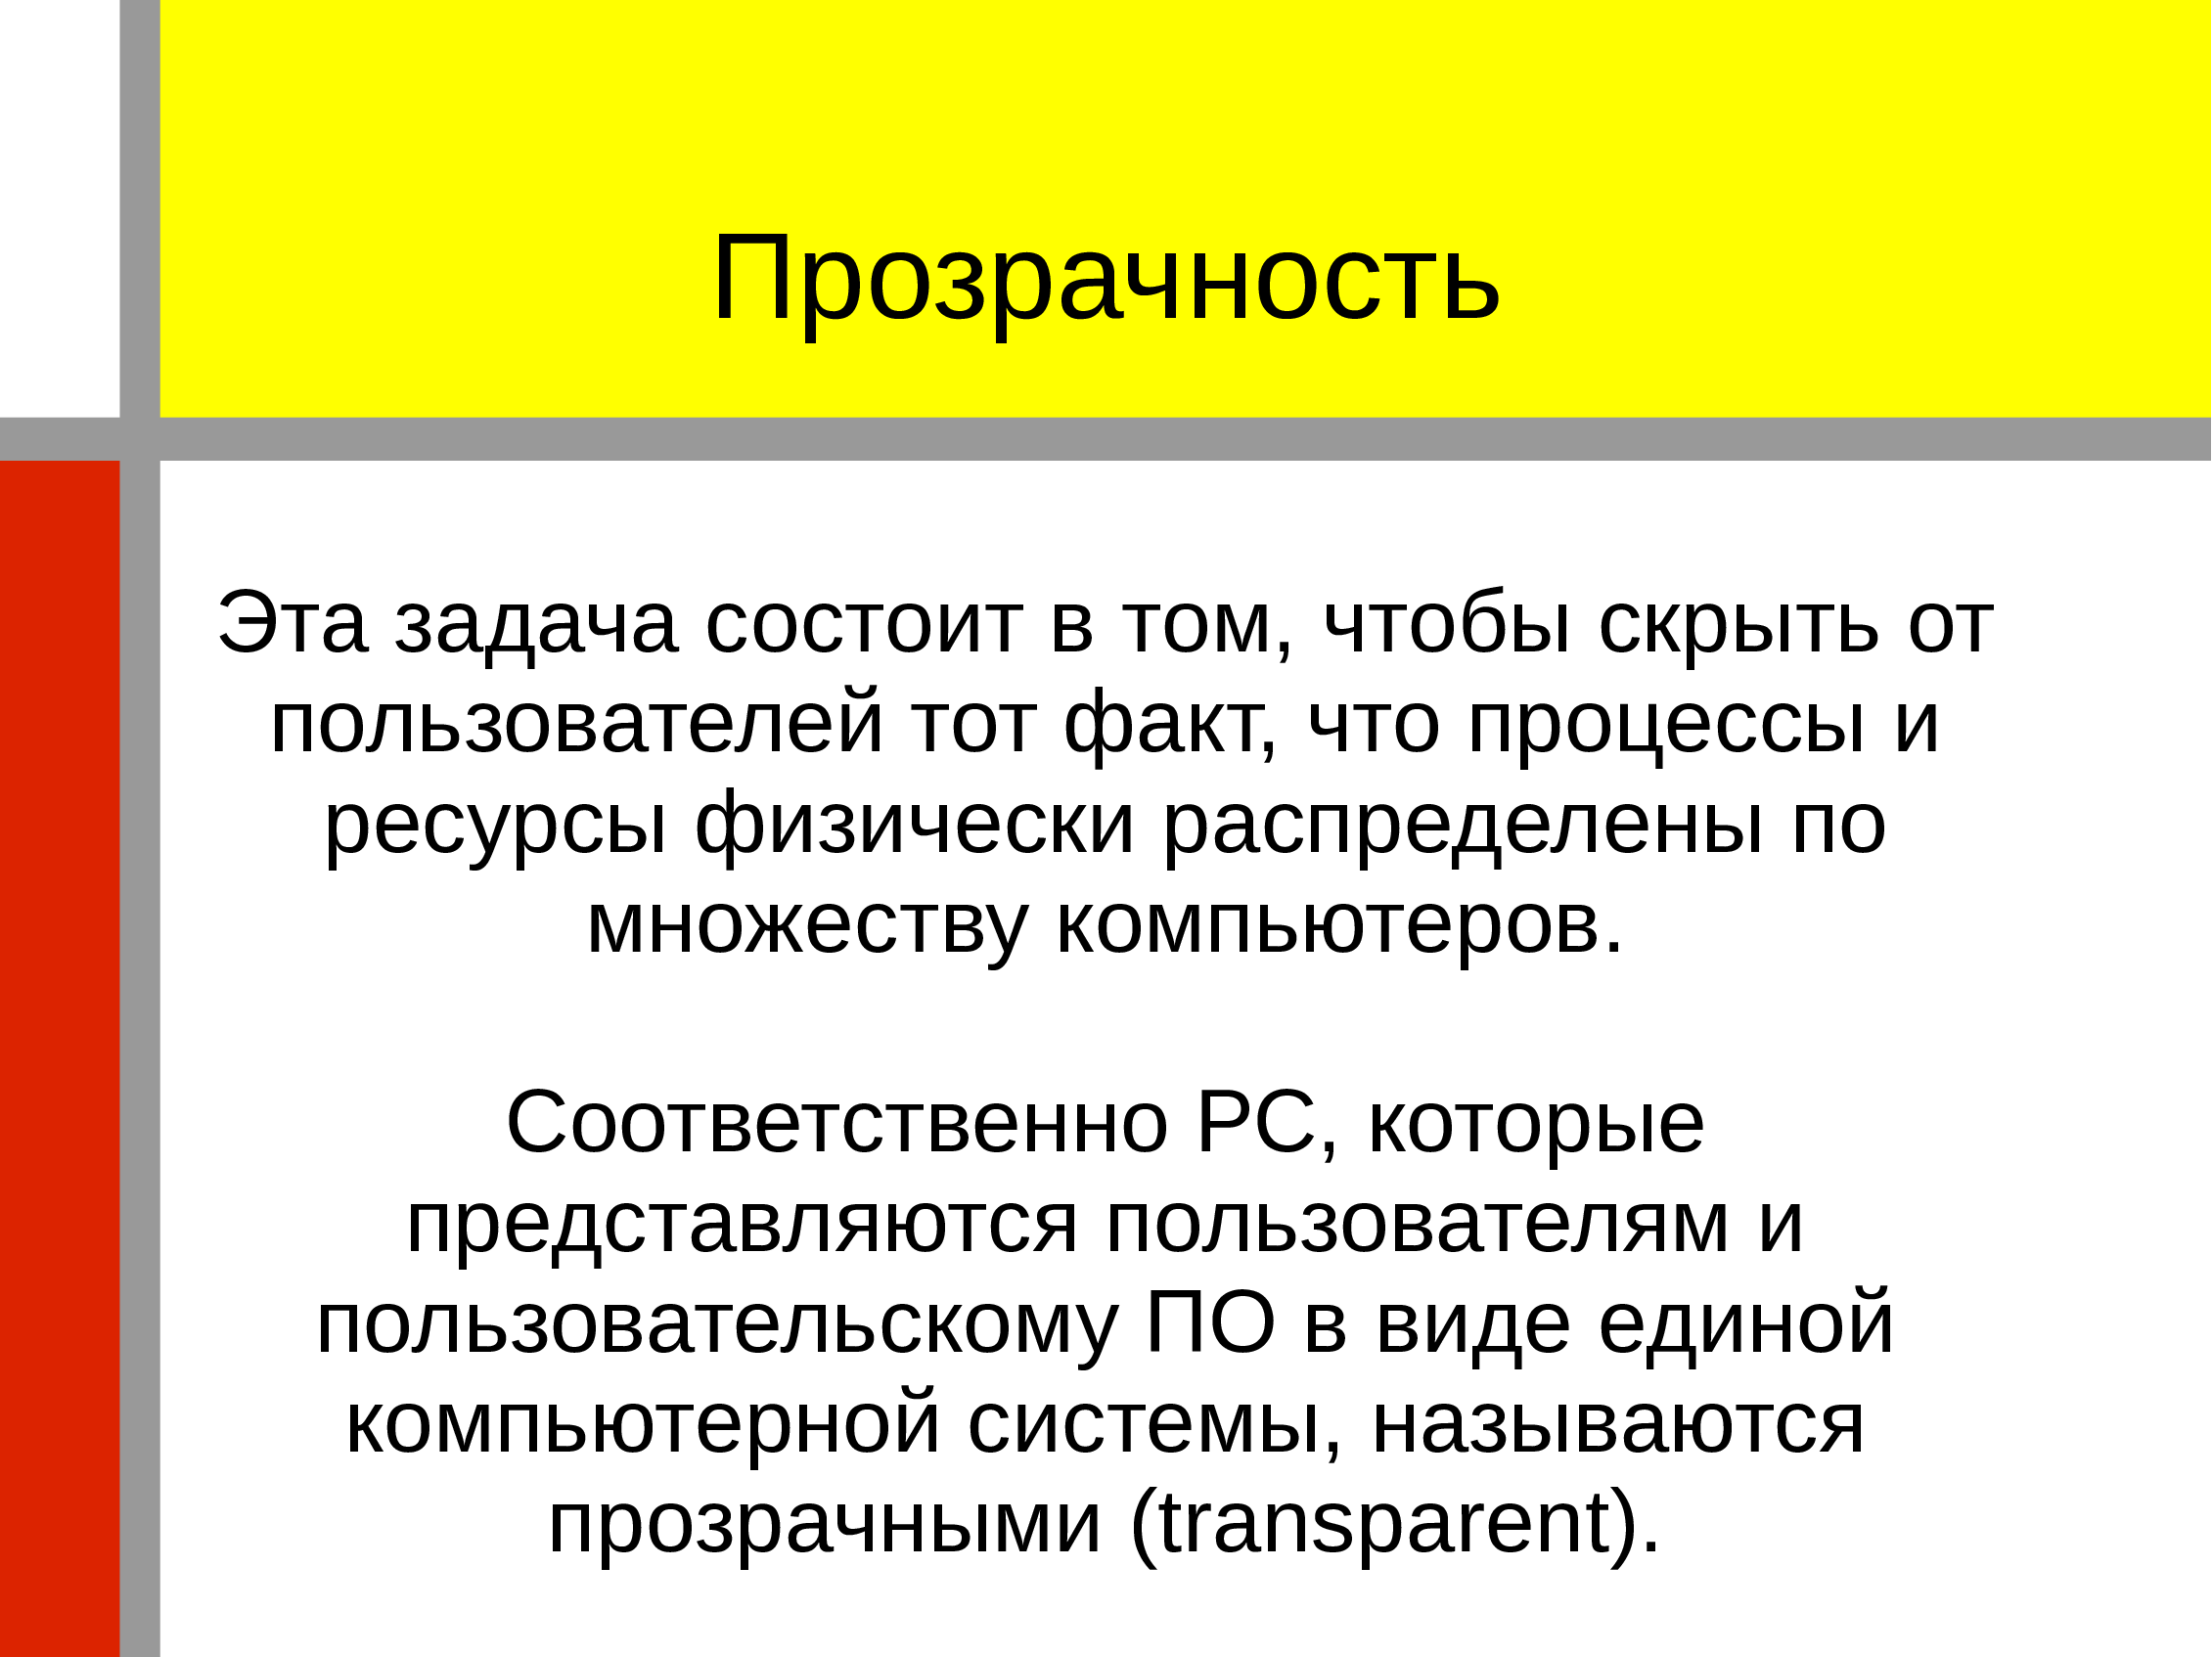 Прозрачность
Эта задача состоит в том, чтобы скрыть от
пользователей тот факт, что процессы и
ресурсы физически распределены по
множеству компьютеров.
Соответственно РС, которые
представляются пользователям и
пользовательскому ПО в виде единой
компьютерной системы, называются
прозрачными (transparent).